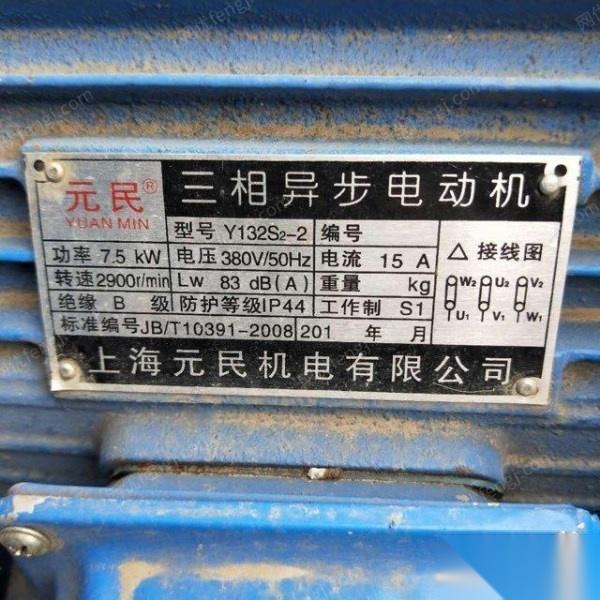 元民® 三相异步电动机
YUAN MIN
型号 Y132S2-2 编号
功率 7.5 kW 电压 380V/50Hz 电流 15 A
转速 2900r/min Lw 83 dB(A) 重量 kg
绝缘 B 级 防护等级IP44 工作制 S1
标准编号JB/T10391-2008 201 年 月
△ 接线图
W2 U2 V2
U1 V1 W1
上海元民机电有限公司